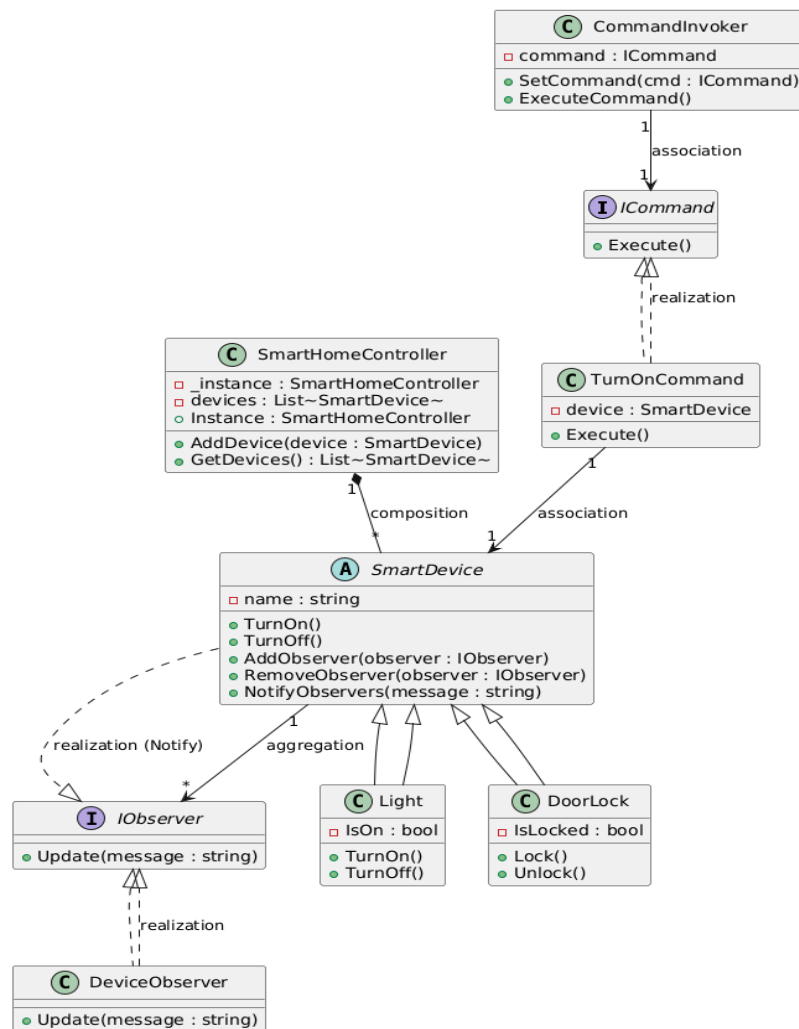 C CommandInvoker
command : ICommand
SetCommand(cmd : ICommand)
ExecuteCommand()
1
association
1
I ICommand
Execute()
realization
C SmartHomeController
_instance : SmartHomeController
devices : List~SmartDevice~
Instance : SmartHomeController
AddDevice(device : SmartDevice)
GetDevices() : List~SmartDevice~
C TurnOnCommand
device : SmartDevice
Execute()
1
composition
*
1
association
1
A SmartDevice
name : string
TurnOn()
TurnOff()
AddObserver(observer : IObserver)
RemoveObserver(observer : IObserver)
NotifyObservers(message : string)
realization (Notify)
1
aggregation
*
I IObserver
Update(message : string)
C Light
IsOn : bool
TurnOn()
TurnOff()
C DoorLock
IsLocked : bool
Lock()
Unlock()
realization
C DeviceObserver
Update(message : string)